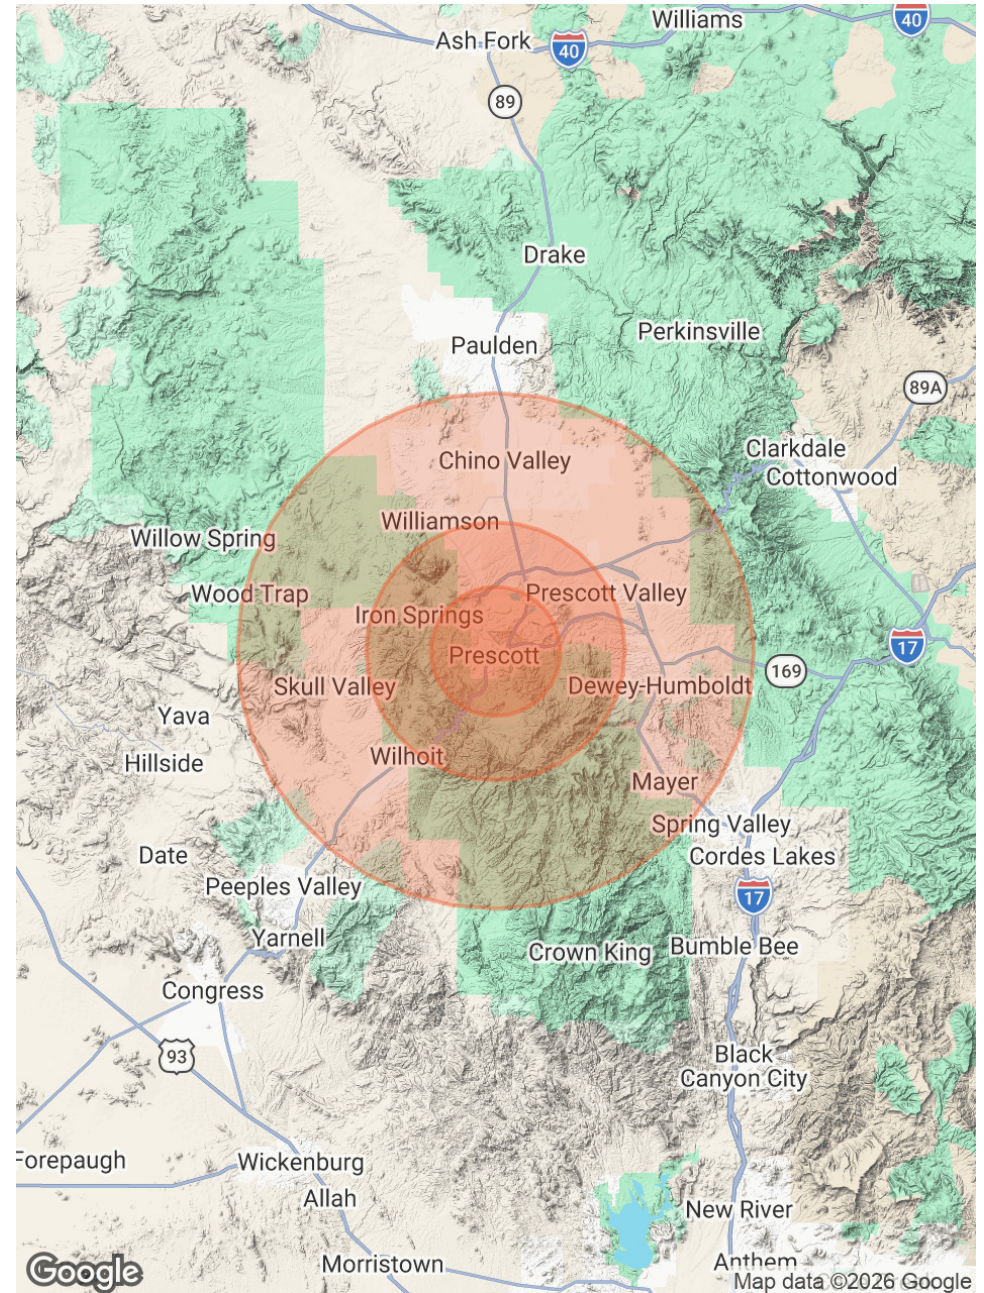 Williams
40
Ash Fork
40
89
Drake
Perkinsville
Paulden
89A
Clarkdale
Chino Valley
Cottonwood
Williamson
Willow Spring
Wood Trap
Prescott Valley
Iron Springs
17
Prescott
169
Skull Valley
Dewey-Humboldt
Yava
Wilhoit
Hillside
Mayer
Spring Valley
Date
Cordes Lakes
Peeples Valley
17
Yarnell
Crown King
Bumble Bee
Congress
93
Black
Canyon City
Forepaugh
Wickenburg
Allah
New River
Morristown
Anthem
Google
Map data ©2026 Google